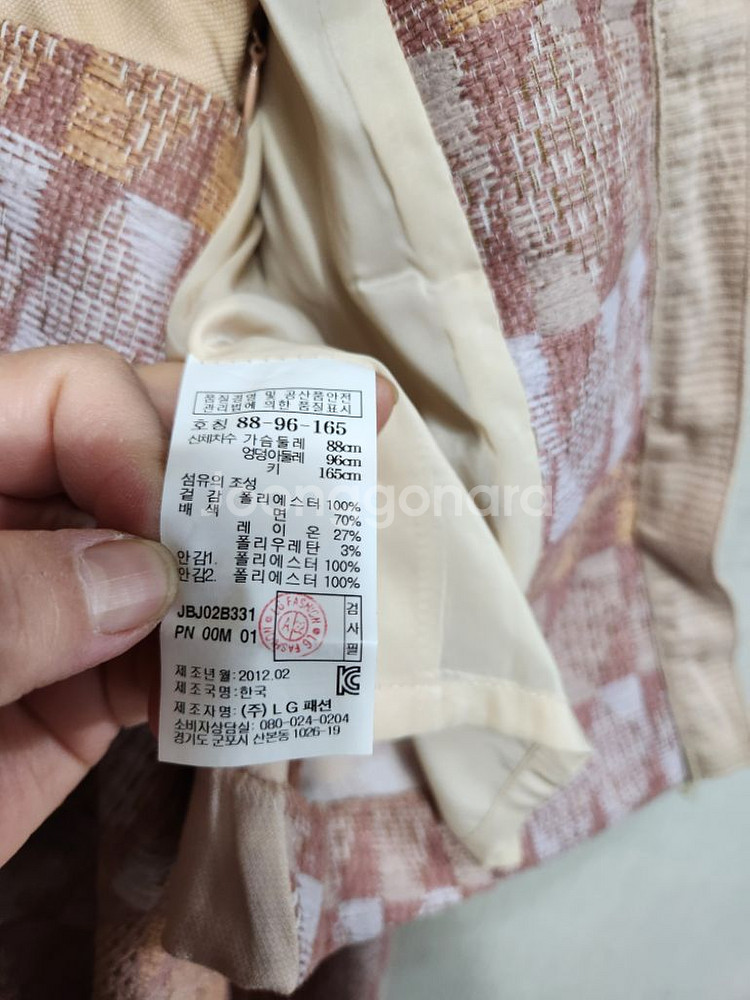 품질경영 및 공산품안전
관리법에 의한 품질표시
호칭 88-96-165
신체치수 가슴둘레 88cm
엉덩이둘레 96cm
키 165cm
섬유의 조성
겉 감 폴리에스터 100%
배 색 면 70%
레 이 온 27%
폴리우레탄 3%
안감1. 폴리에스터 100%
안감2. 폴리에스터 100%
JBJ02B331
PN 00M 01
LG FASHION LG FASHION
검
사
필
제조년월:2012.02
제조국명:한국
제조자명: (주) L G 패션
소비자상담실: 080-024-0204
경기도 군포시 산본동 1026-19
joonggonara